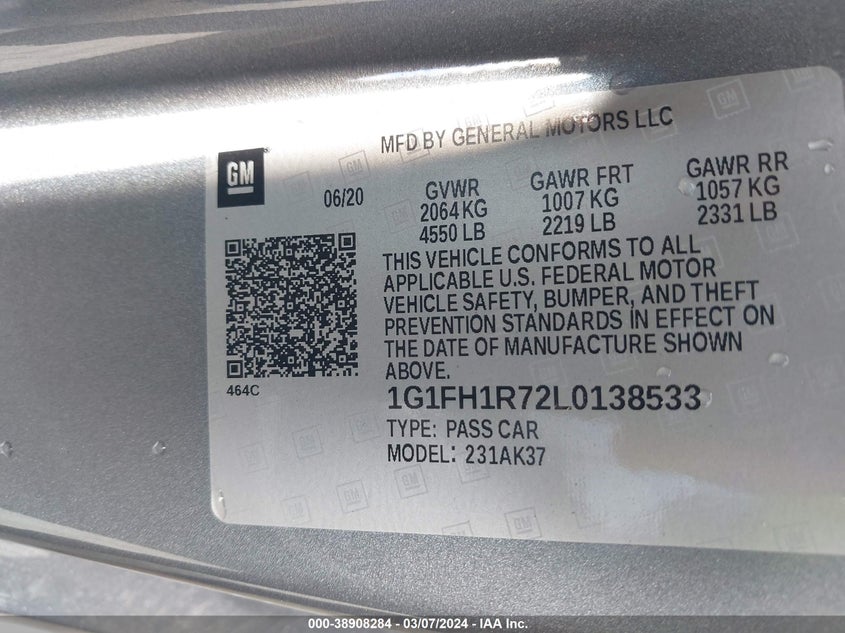 MFD BY GENERAL MOTORS LLC
GM
06/20
GVWR
2064 KG
4550 LB
GAWR FRT
1007 KG
2219 LB
GAWR RR
1057 KG
2331 LB
THIS VEHICLE CONFORMS TO ALL
APPLICABLE U.S. FEDERAL MOTOR
VEHICLE SAFETY, BUMPER, AND THEFT
PREVENTION STANDARDS IN EFFECT ON
THE DATE OF MANUFACTURE SHOWN
ABOVE.
464C
1G1FH1R72L0138533
TYPE: PASS CAR
MODEL: 231AK37
000-38908284 - 03/07/2024 - IAA Inc.